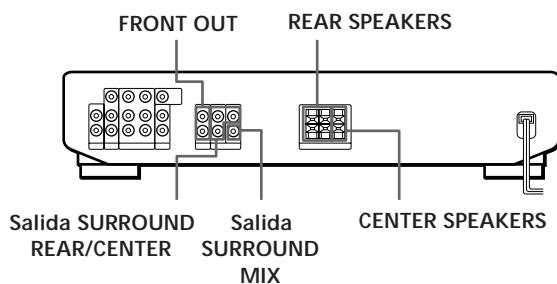 FRONT OUT
REAR SPEAKERS
Salida SURROUND
REAR/CENTER
Salida
SURROUND
MIX
CENTER SPEAKERS